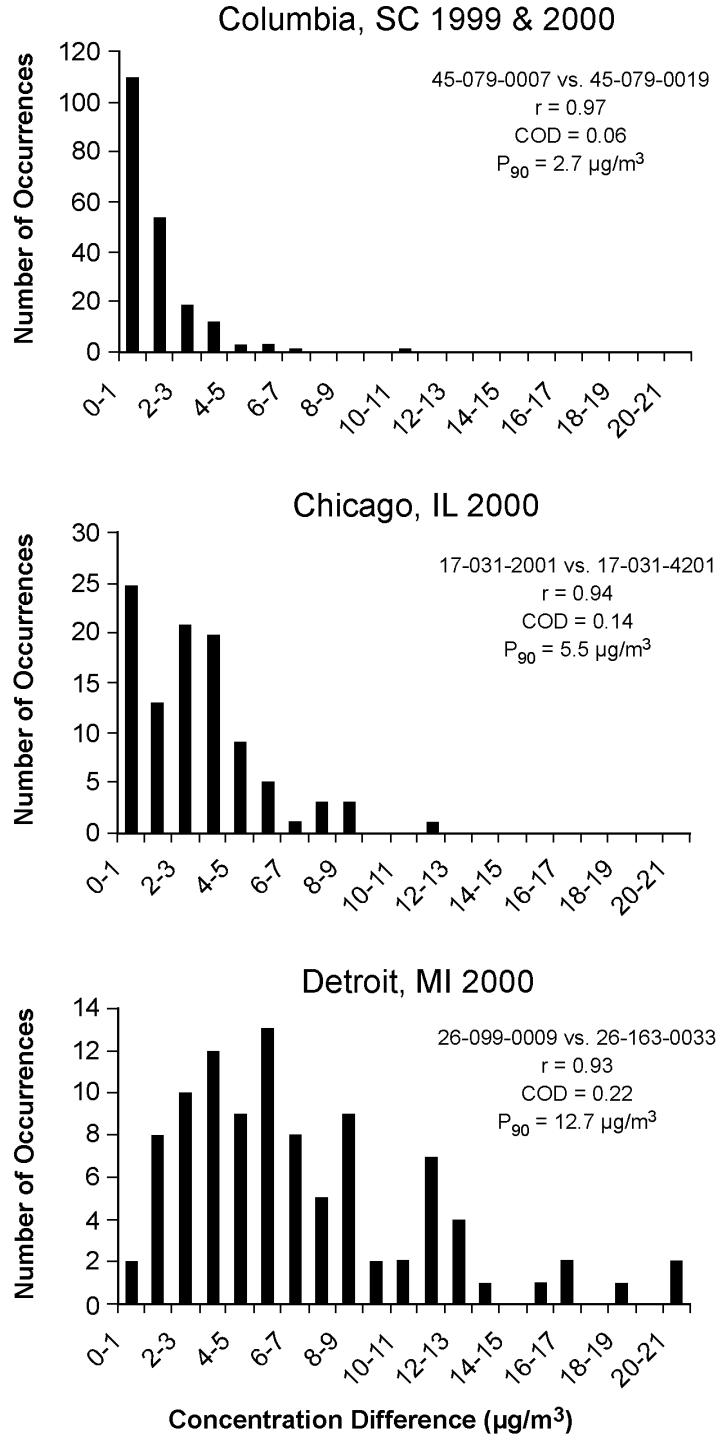 Columbia, SC 1999 & 2000
Number of Occurrences
120
100
80
60
40
20
0
45-079-0007 vs. 45-079-0019
r = 0.97
COD = 0.06
P90 = 2.7 µg/m³
0-1
2-3
4-5
6-7
8-9
10-11
12-13
14-15
16-17
18-19
20-21
Chicago, IL 2000
Number of Occurrences
30
25
20
15
10
5
0
17-031-2001 vs. 17-031-4201
r = 0.94
COD = 0.14
P90 = 5.5 µg/m³
0-1
2-3
4-5
6-7
8-9
10-11
12-13
14-15
16-17
18-19
20-21
Detroit, MI 2000
Number of Occurrences
14
12
10
8
6
4
2
0
26-099-0009 vs. 26-163-0033
r = 0.93
COD = 0.22
P90 = 12.7 µg/m³
0-1
2-3
4-5
6-7
8-9
10-11
12-13
14-15
16-17
18-19
20-21
Concentration Difference (µg/m³)